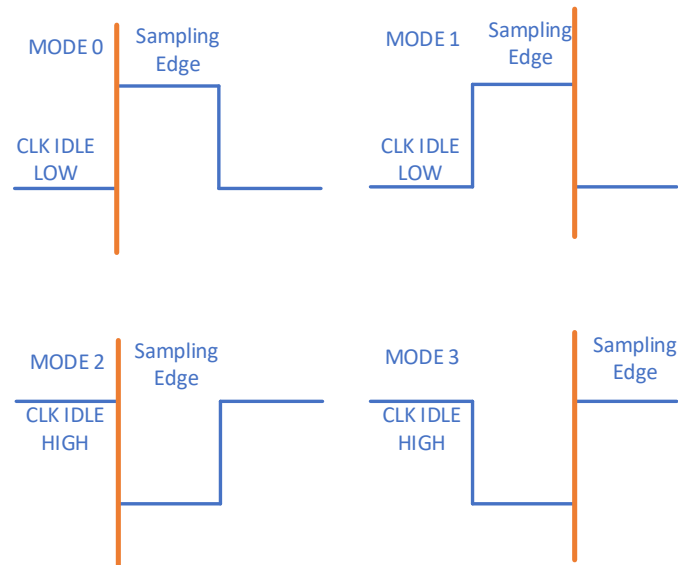 MODE 0
Sampling
Edge
CLK IDLE
LOW
MODE 1
Sampling
Edge
CLK IDLE
LOW
MODE 2
Sampling
Edge
CLK IDLE
HIGH
MODE 3
Sampling
Edge
CLK IDLE
HIGH